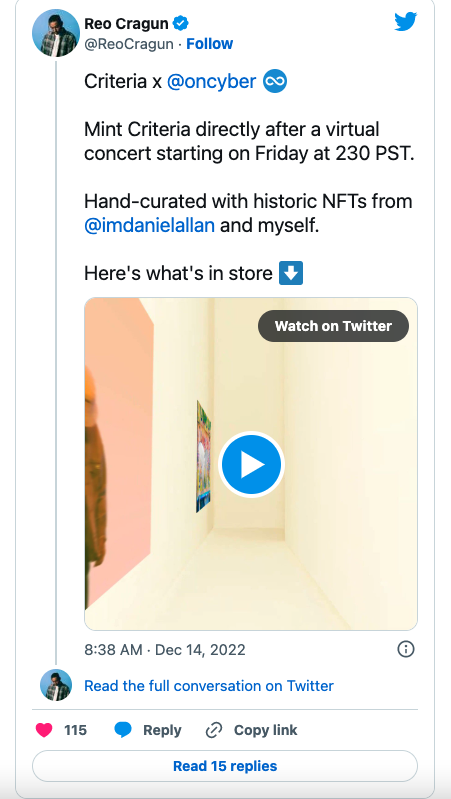 Reo Cragun
@ReoCragun · Follow
Criteria x @oncyber ♾️
Mint Criteria directly after a virtual
concert starting on Friday at 230 PST.
Hand-curated with historic NFTs from
@imdanielallan and myself.
Here's what's in store ⬇️
Watch on Twitter
8:38 AM · Dec 14, 2022
Read the full conversation on Twitter
115 Reply Copy link
Read 15 replies